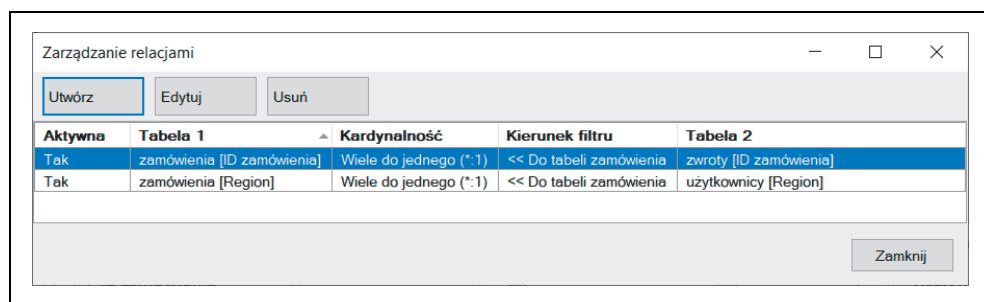 Zarządzanie relacjami
Utwórz Edytuj Usuń
Aktywna Tabela 1 Kardynalność Kierunek filtru Tabela 2
Tak zamówienia [ID zamówienia] Wiele do jednego (*:1) << Do tabeli zamówienia zwroty [ID zamówienia]
Tak zamówienia [Region] Wiele do jednego (*:1) << Do tabeli zamówienia użytkownicy [Region]
Zamknij